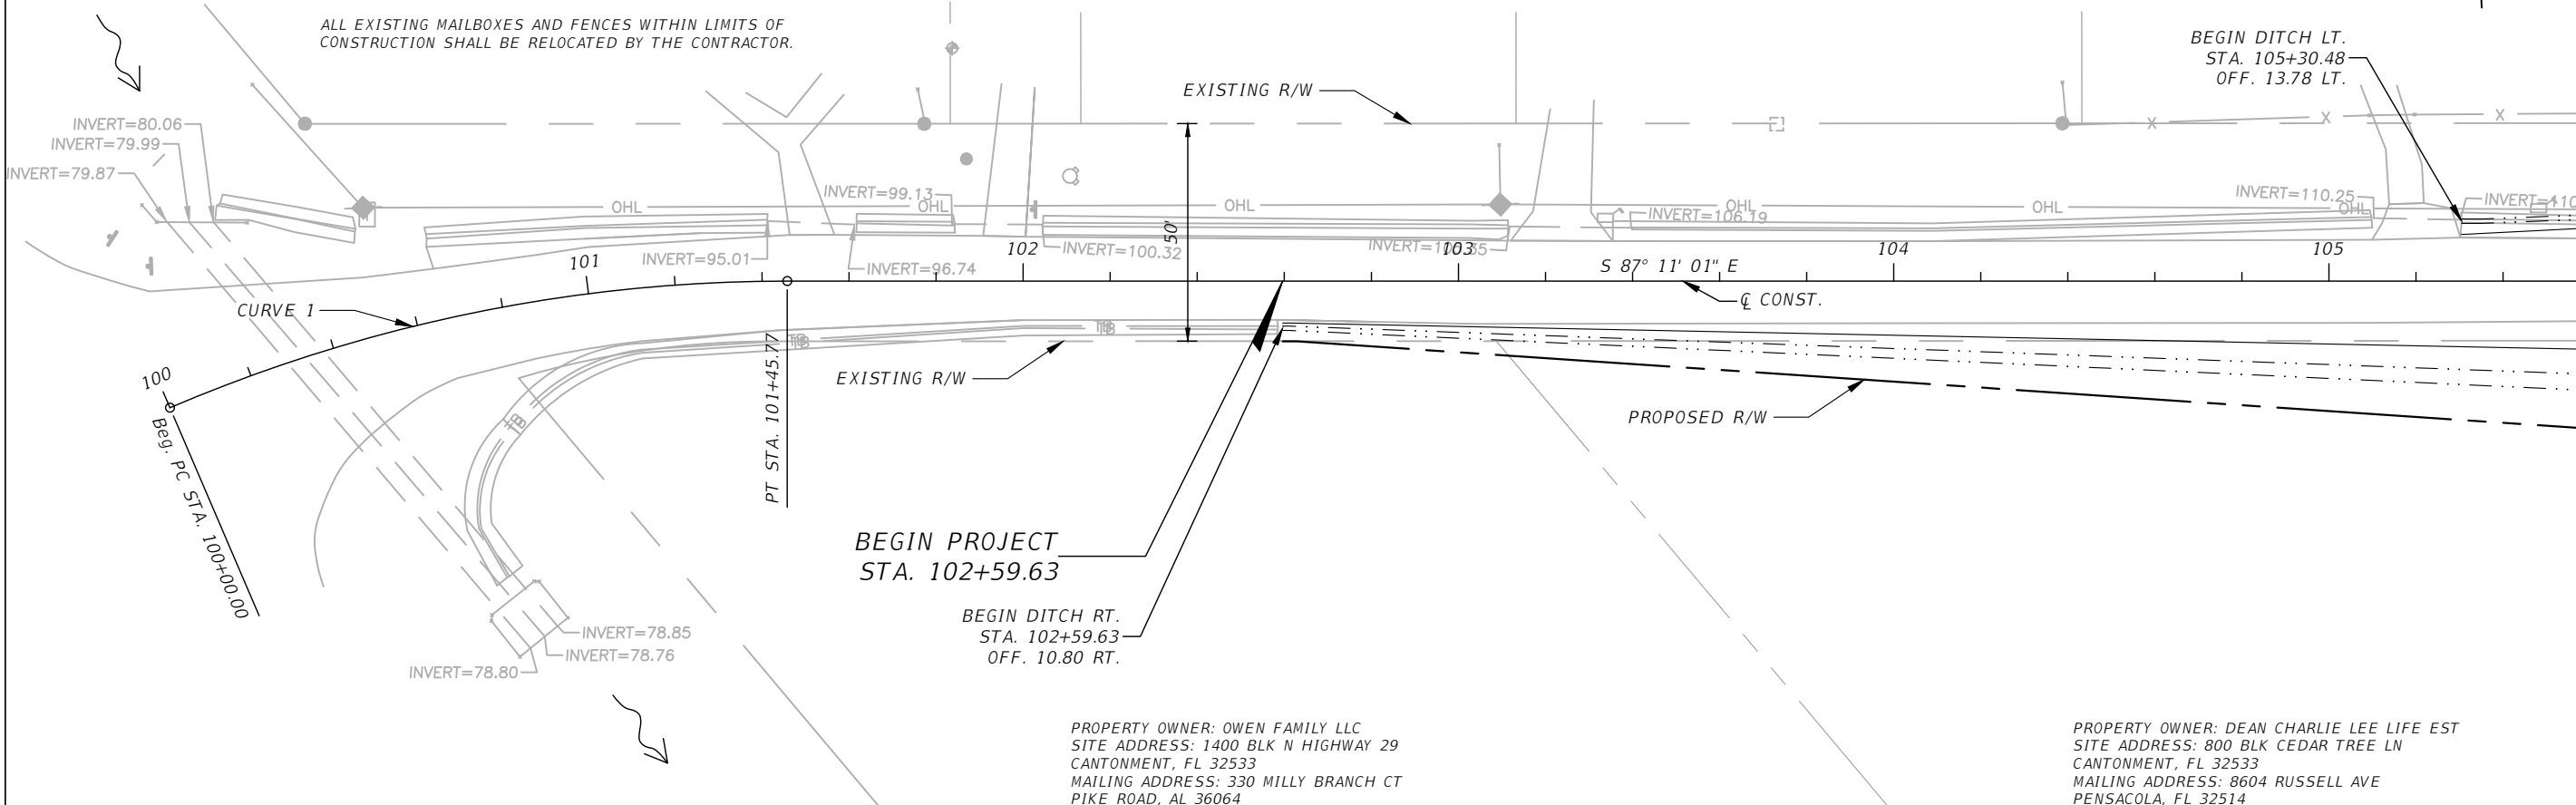 ALL EXISTING MAILBOXES AND FENCES WITHIN LIMITS OF
CONSTRUCTION SHALL BE RELOCATED BY THE CONTRACTOR.
BEGIN DITCH LT.
STA. 105+30.48
OFF. 13.78 LT.
EXISTING R/W
INVERT=80.06
INVERT=79.99
INVERT=79.87
X
X
X
INVERT=99.13
INVERT=110.25
OHL
OHL
OHL
OHL
OHL
OHL
INVERT=106.19
50'
INVERT=95.01
INVERT=96.74
INVERT=100.32
101
102
103
104
105
S 87° 11' 01" E
℄ CONST.
CURVE 1
TB
TB
TB
EXISTING R/W
PROPOSED R/W
100
Beg. PC STA. 100+00.00
PT STA. 101+45.77
BEGIN PROJECT
STA. 102+59.63
BEGIN DITCH RT.
STA. 102+59.63
OFF. 10.80 RT.
INVERT=78.85
INVERT=78.76
INVERT=78.80
PROPERTY OWNER: OWEN FAMILY LLC
SITE ADDRESS: 1400 BLK N HIGHWAY 29
CANTONMENT, FL 32533
MAILING ADDRESS: 330 MILLY BRANCH CT
PIKE ROAD, AL 36064
PROPERTY OWNER: DEAN CHARLIE LEE LIFE EST
SITE ADDRESS: 800 BLK CEDAR TREE LN
CANTONMENT, FL 32533
MAILING ADDRESS: 8604 RUSSELL AVE
PENSACOLA, FL 32514